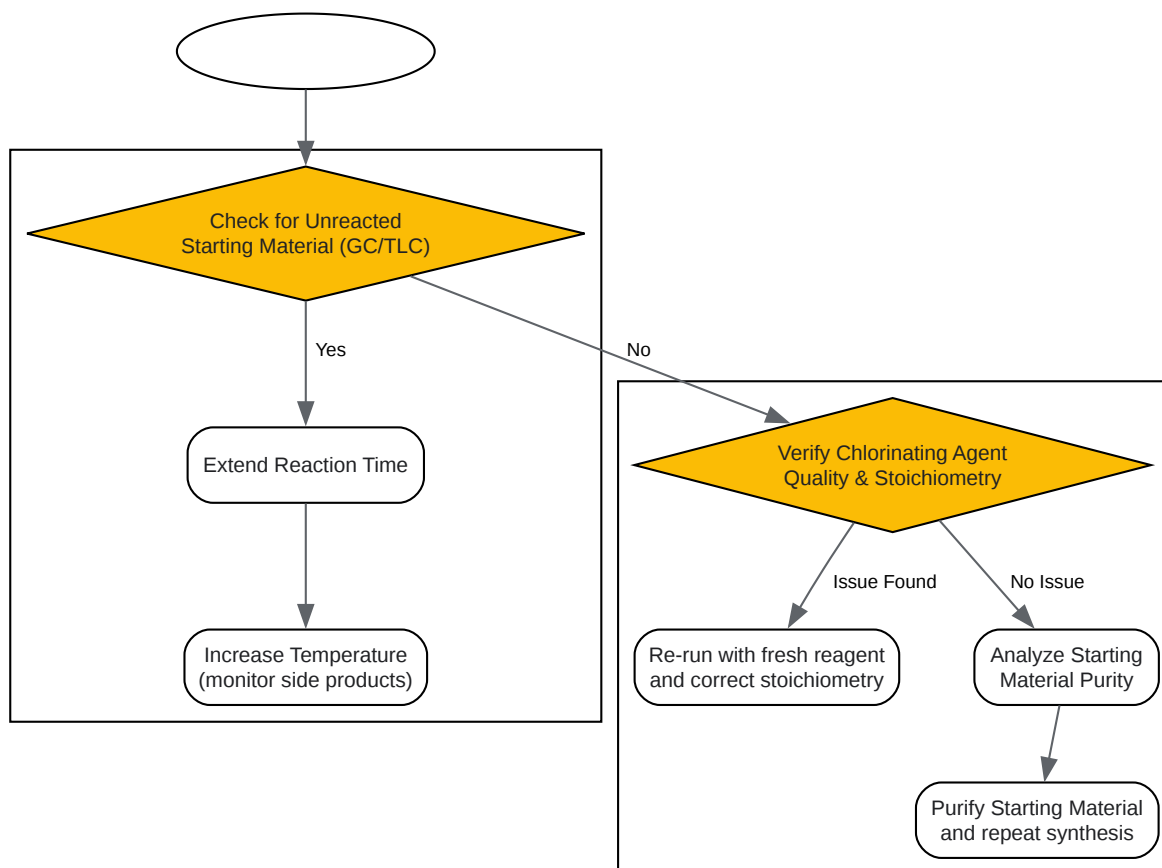 Check for Unreacted
Starting Material (GC/TLC)
Yes
No
Extend Reaction Time
Verify Chlorinating Agent
Quality & Stoichiometry
Issue Found
No Issue
Increase Temperature
(monitor side products)
Re-run with fresh reagent
and correct stoichiometry
Analyze Starting
Material Purity
Purify Starting Material
and repeat synthesis